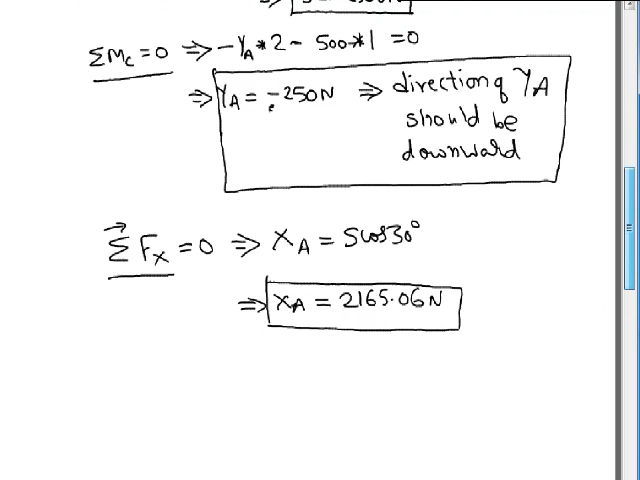 ΣMc = 0 ⇒ -YA * 2 - 500*1 = 0
⇒ YA = -250N ⇒ direction of YA
should be
downward
ΣFx = 0 ⇒ XA = Scos30°
⇒ XA = 2165.06N